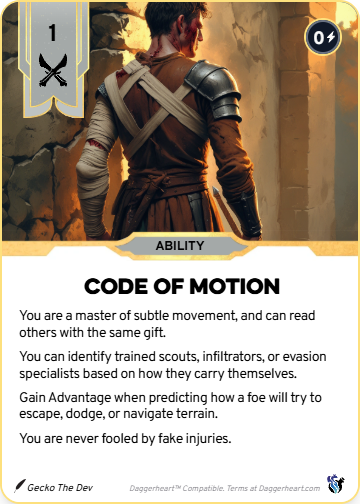 1
0
ABILITY
CODE OF MOTION
You are a master of subtle movement, and can read
others with the same gift.
You can identify trained scouts, infiltrators, or evasion
specialists based on how they carry themselves.
Gain Advantage when predicting how a foe will try to
escape, dodge, or navigate terrain.
You are never fooled by fake injuries.
Gecko The Dev
Daggerheart™ Compatible. Terms at Daggerheart.com